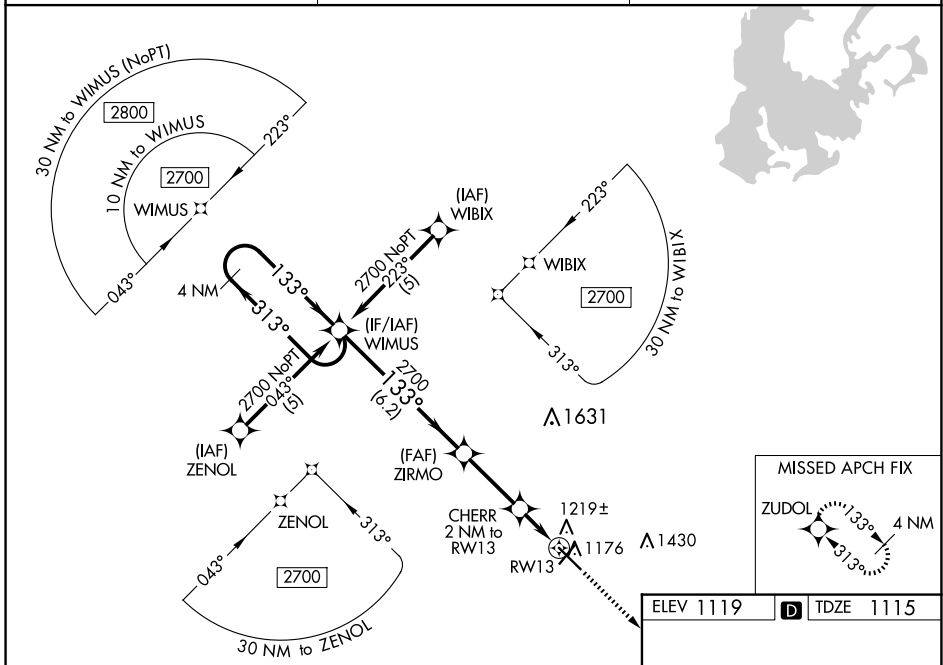 30 NM to WIMUS (NoPT)
2800
10 NM to WIMUS
2700
WIMUS
223°
043°
(IAF)
WIBIX
2700 NoPT
223°
(5)
223°
WIBIX
2700
30 NM to WIBIX
313°
4 NM
133°
313°
(IF/IAF)
WIMUS
2700 NoPT
043°
(5)
(IAF)
ZENOL
2700
133°
(6.2)
1631
(FAF)
ZIRMO
ZENOL
043°
313°
2700
30 NM to ZENOL
CHERR
2 NM to
RW13
1219±
1176
1430
RW13
MISSED APCH FIX
ZUDOL
133°
313°
4 NM
ELEV 1119
D
TDZE 1115